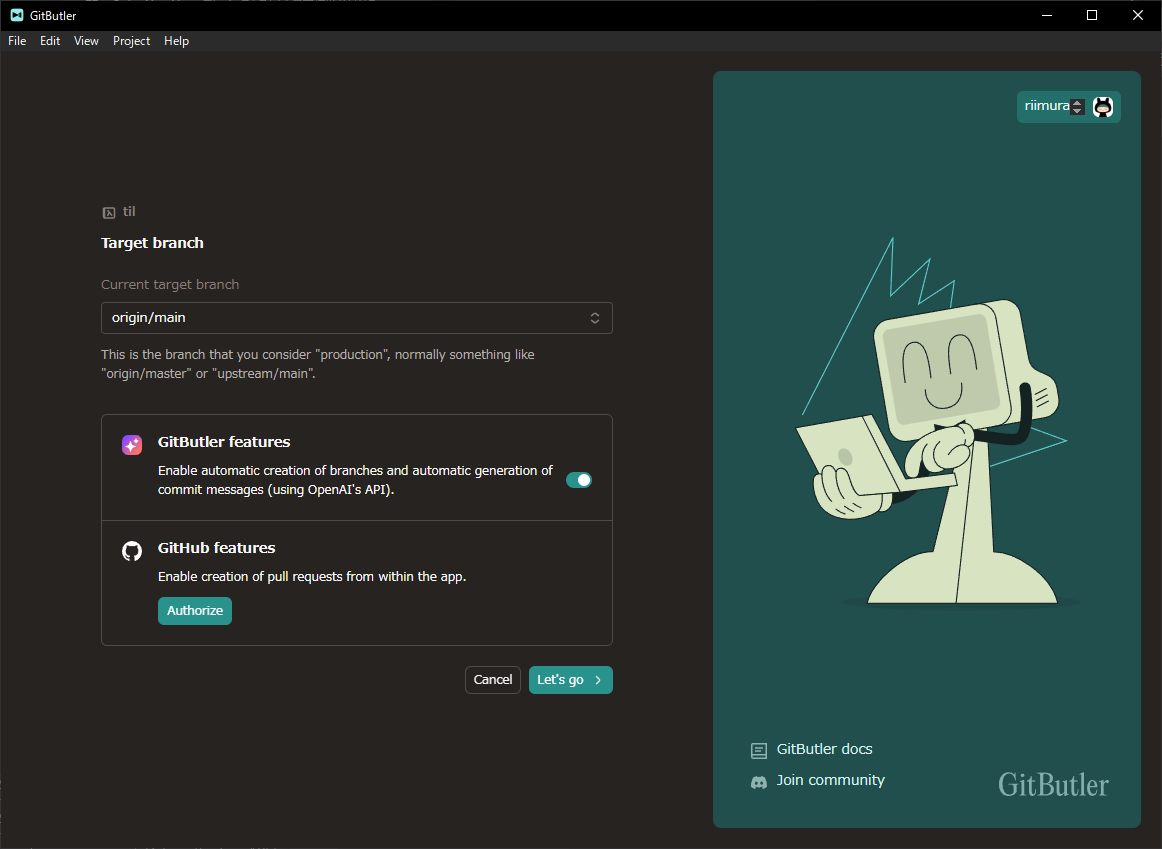 GitButler
File Edit View Project Help
riimura
til
Target branch
Current target branch
origin/main
This is the branch that you consider "production", normally something like
"origin/master" or "upstream/main".
GitButler features
Enable automatic creation of branches and automatic generation of
commit messages (using OpenAI's API).
GitHub features
Enable creation of pull requests from within the app.
Authorize
Cancel
Let's go
GitButler docs
Join community
GitButler